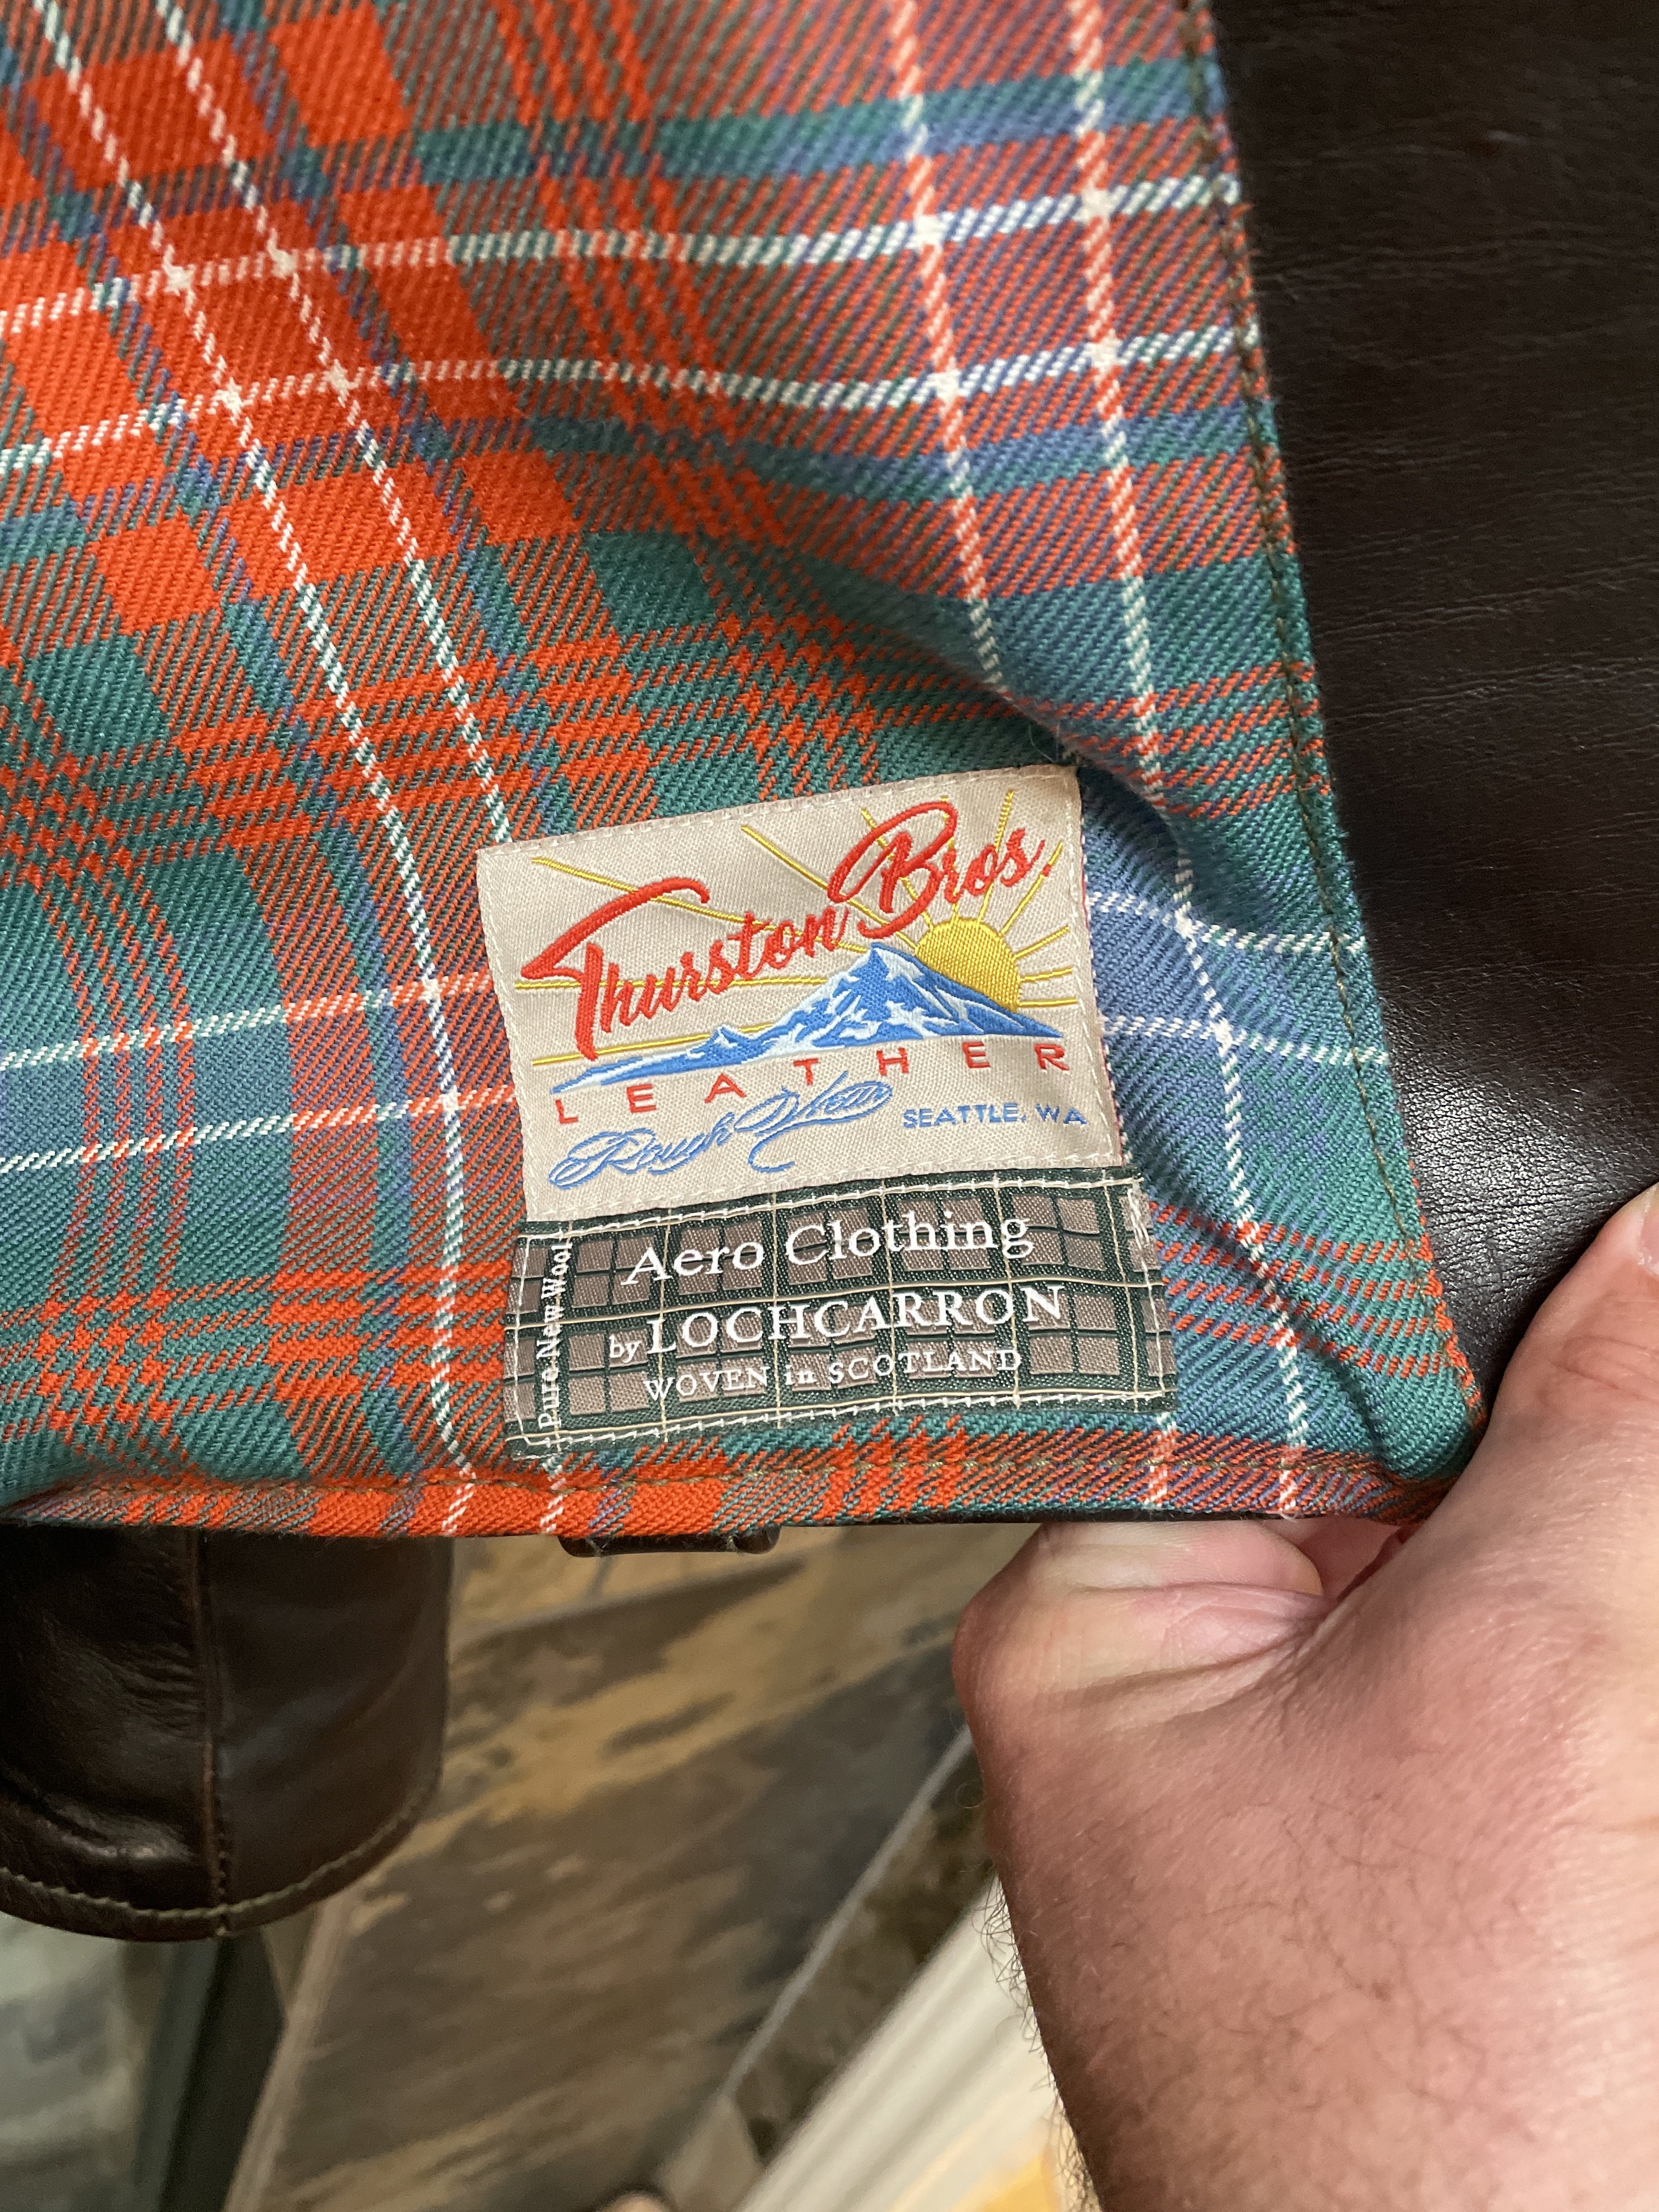 Thurston Bros.
LEATHER
Rough Wear
SEATTLE, WA
Aero Clothing
by LOCHCARRON
WOVEN in SCOTLAND
Pure New Wool